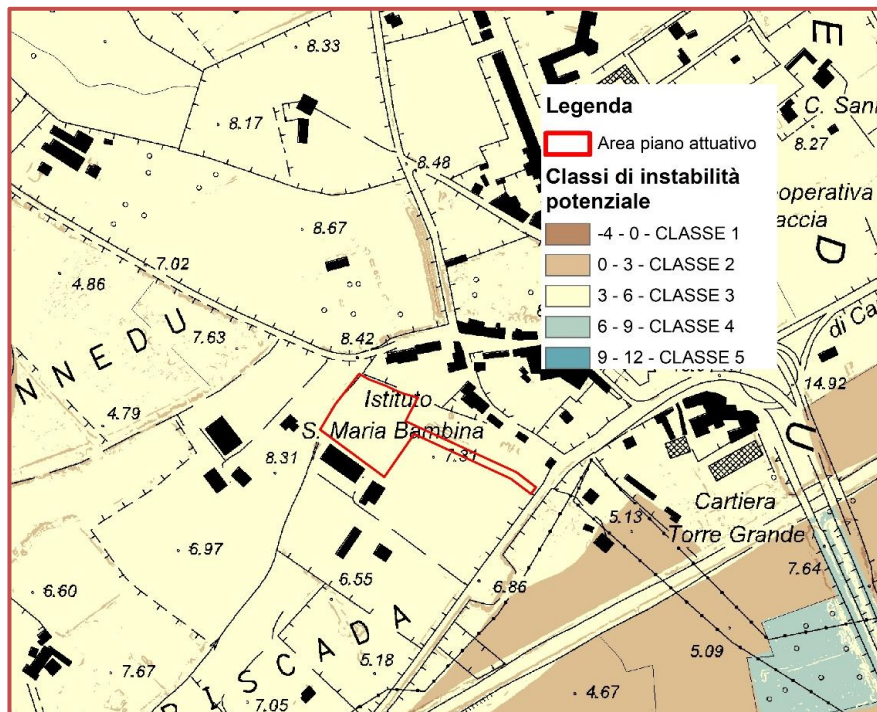 8.33
E
C. San
8.17
8.27
8.48
Legenda
Area piano attuativo
Classi di instabilità
potenziale
-4 - 0 - CLASSE 1
0 - 3 - CLASSE 2
3 - 6 - CLASSE 3
6 - 9 - CLASSE 4
9 - 12 - CLASSE 5
operativa
accia
D
8.67
7.02
4.86
7.63
8.42
di Ca
14.92
NNEDU
4.79
Istituto
S. Maria Bambina
U
8.31
7.31
Cartiera
Torre Grande
5.13
6.97
7.64
6.55
6.86
6.60
5.18
5.09
7.67
RISCADA
7.05
4.67